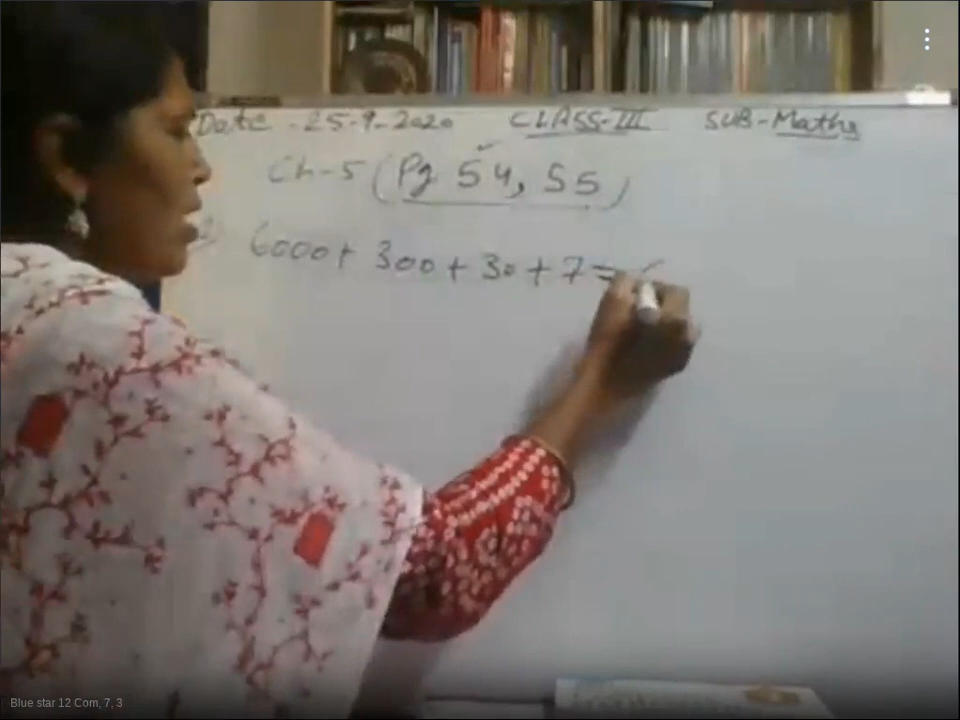 Date - 25-9-2020 CLASS-III SUB-Maths
Ch-5 (Pg 54, 55)
6000+ 300 + 30 + 7 =
Blue star 12 Com, 7, 3